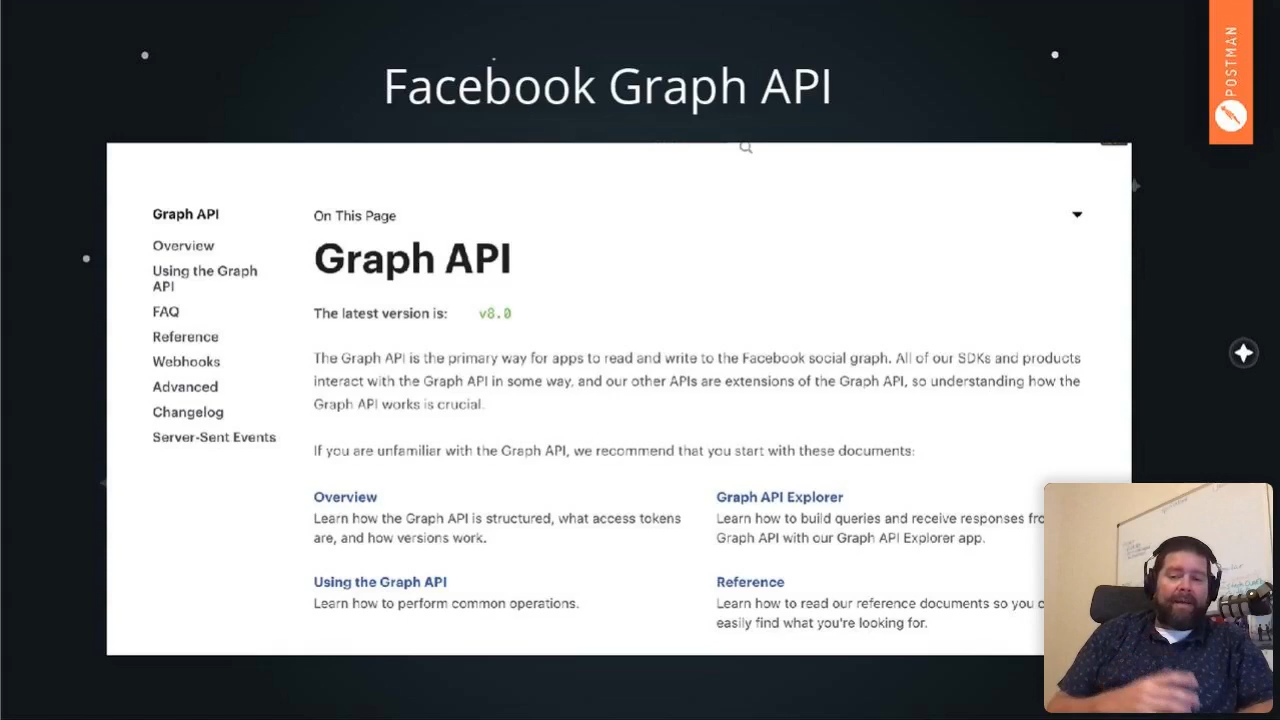 Facebook Graph API
POSTMAN
Graph API
Overview
Using the Graph
API
FAQ
Reference
Webhooks
Advanced
Changelog
Server-Sent Events
On This Page
Graph API
The latest version is: v8.0
The Graph API is the primary way for apps to read and write to the Facebook social graph. All of our SDKs and products
interact with the Graph API in some way, and our other APIs are extensions of the Graph API, so understanding how the
Graph API works is crucial.
If you are unfamiliar with the Graph API, we recommend that you start with these documents:
Overview
Learn how the Graph API is structured, what access tokens
are, and how versions work.
Graph API Explorer
Learn how to build queries and receive responses
Graph API with our Graph API Explorer app.
Using the Graph API
Learn how to perform common operations.
Reference
Learn how to read our reference documents so you
easily find what you're looking for.